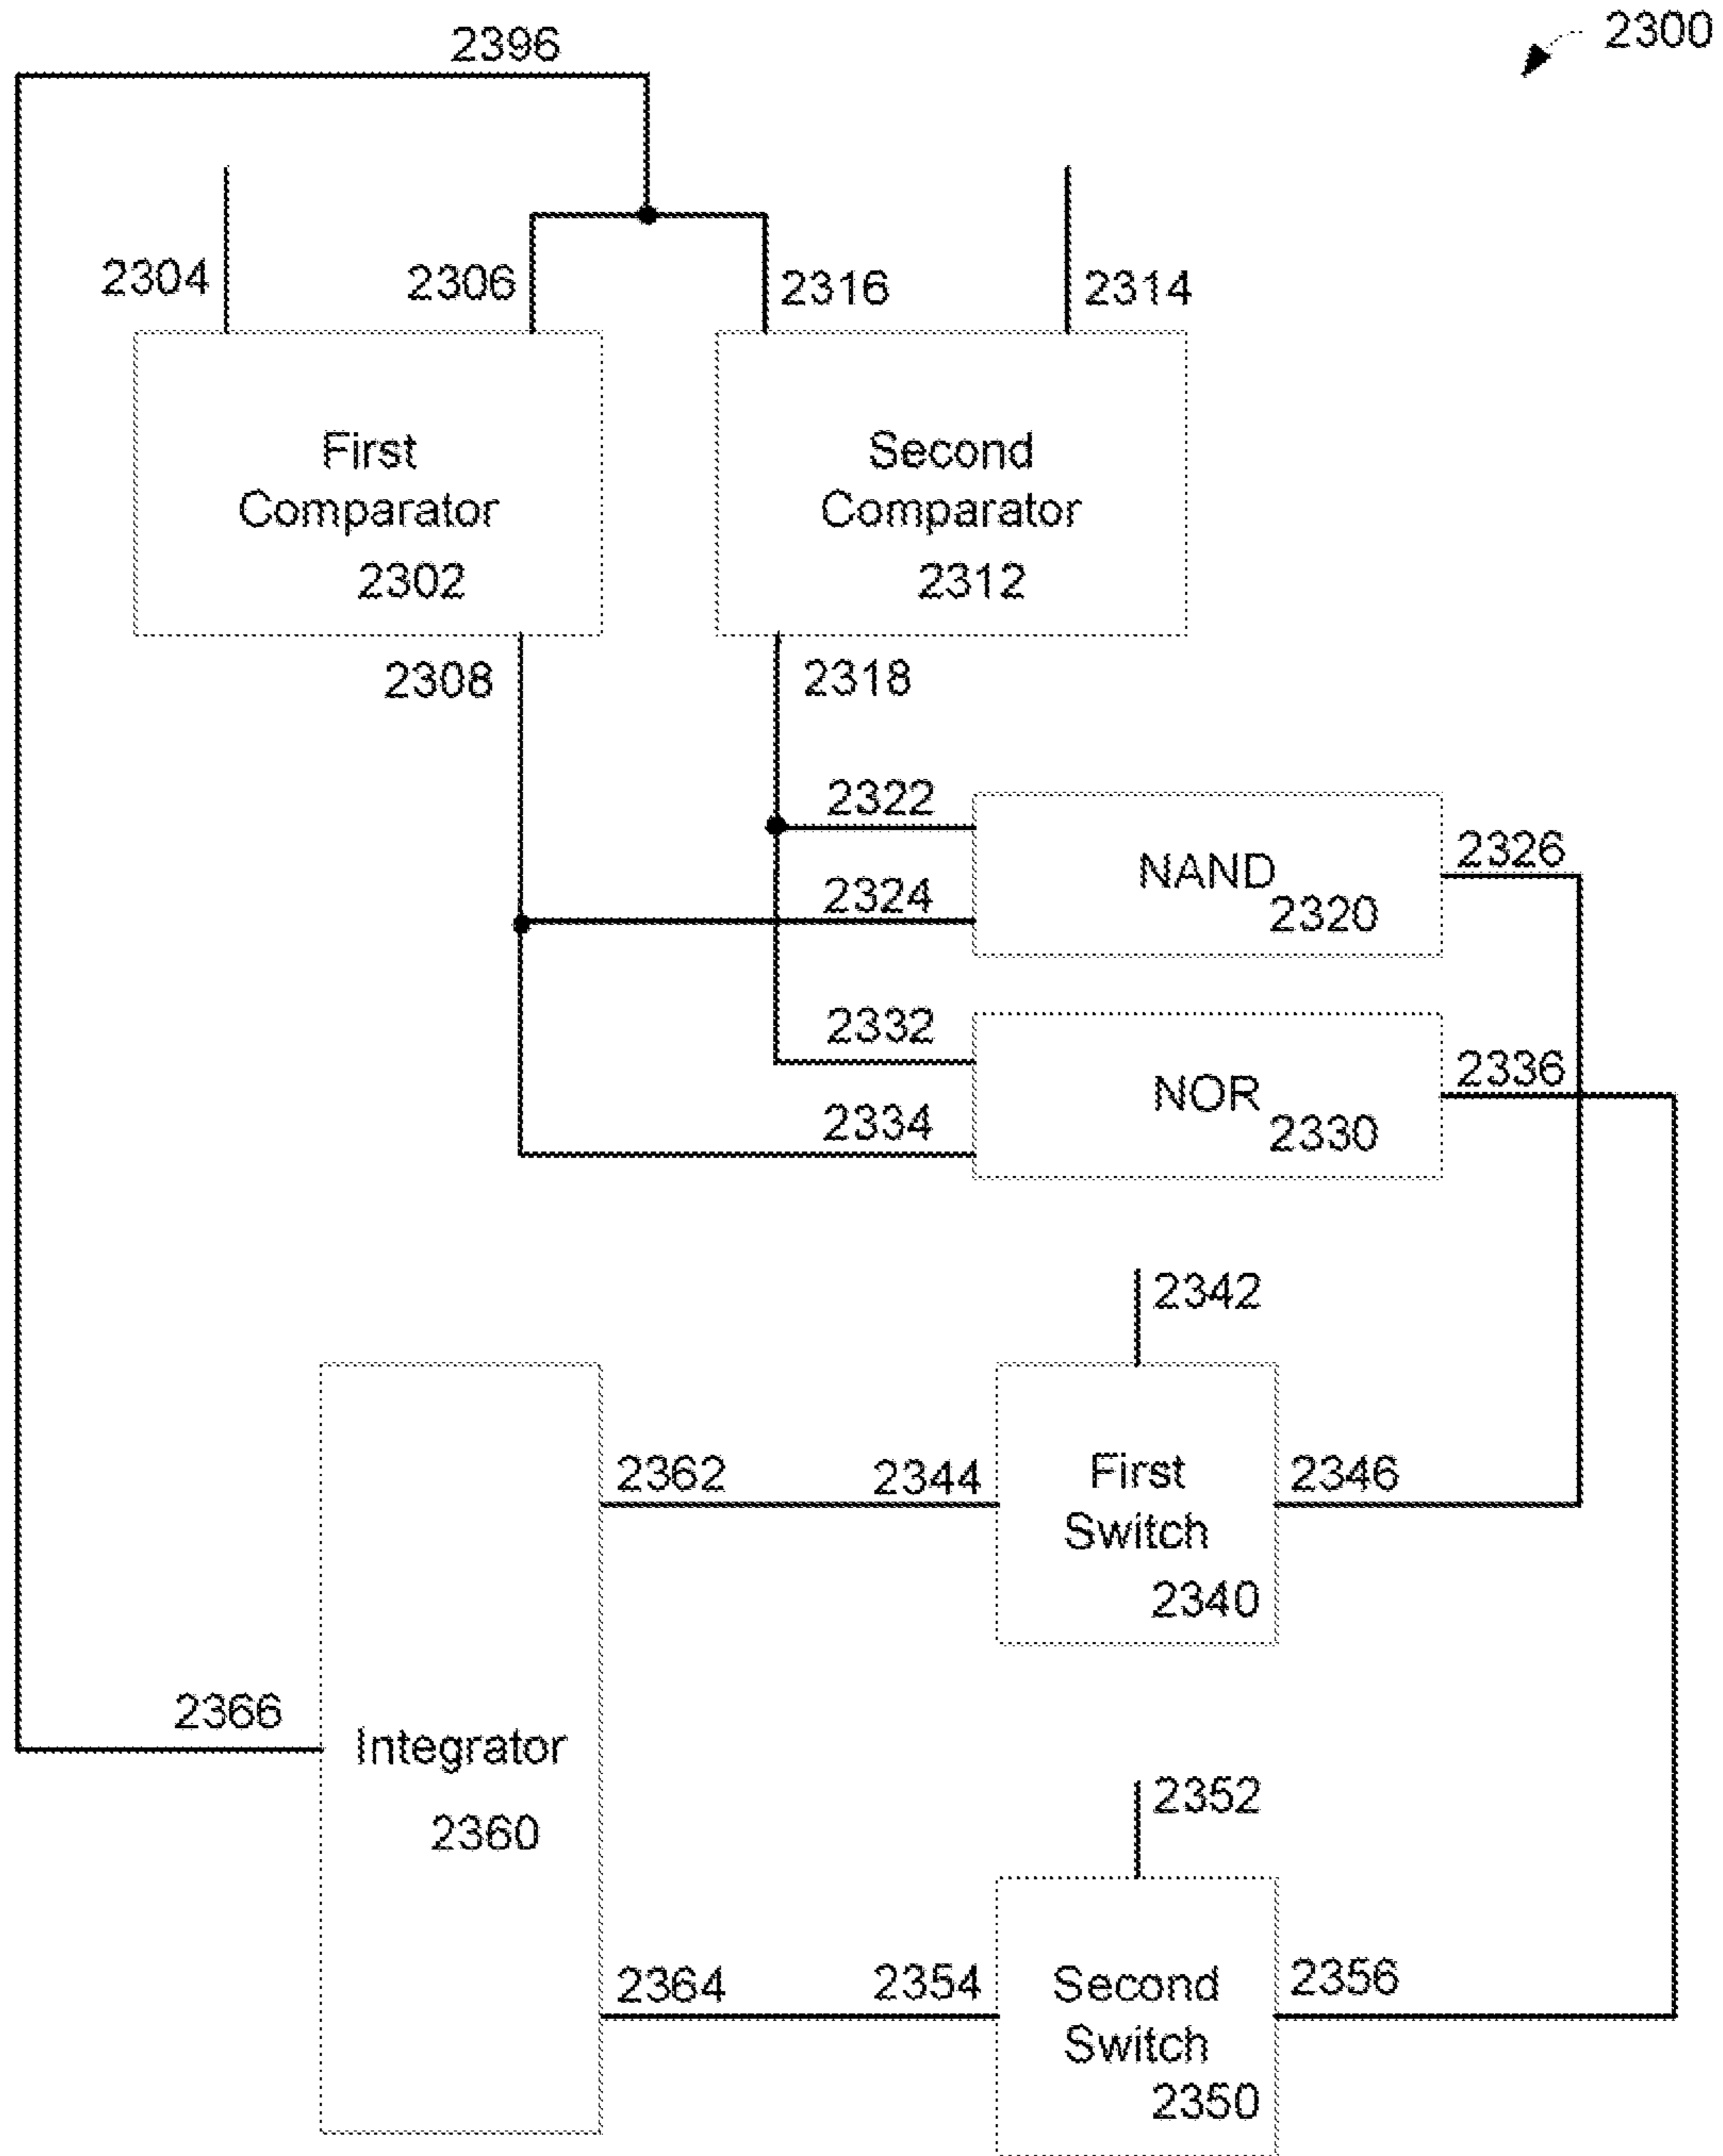 2300
2396
2304
2306
2316
2314
First
Comparator
2302
Second
Comparator
2312
2308
2318
2322
2324
NAND
2320
2326
2332
2334
NOR
2330
2336
2342
2362
2344
First
Switch
2340
2346
2366
Integrator
2360
2352
2364
2354
Second
Switch
2350
2356